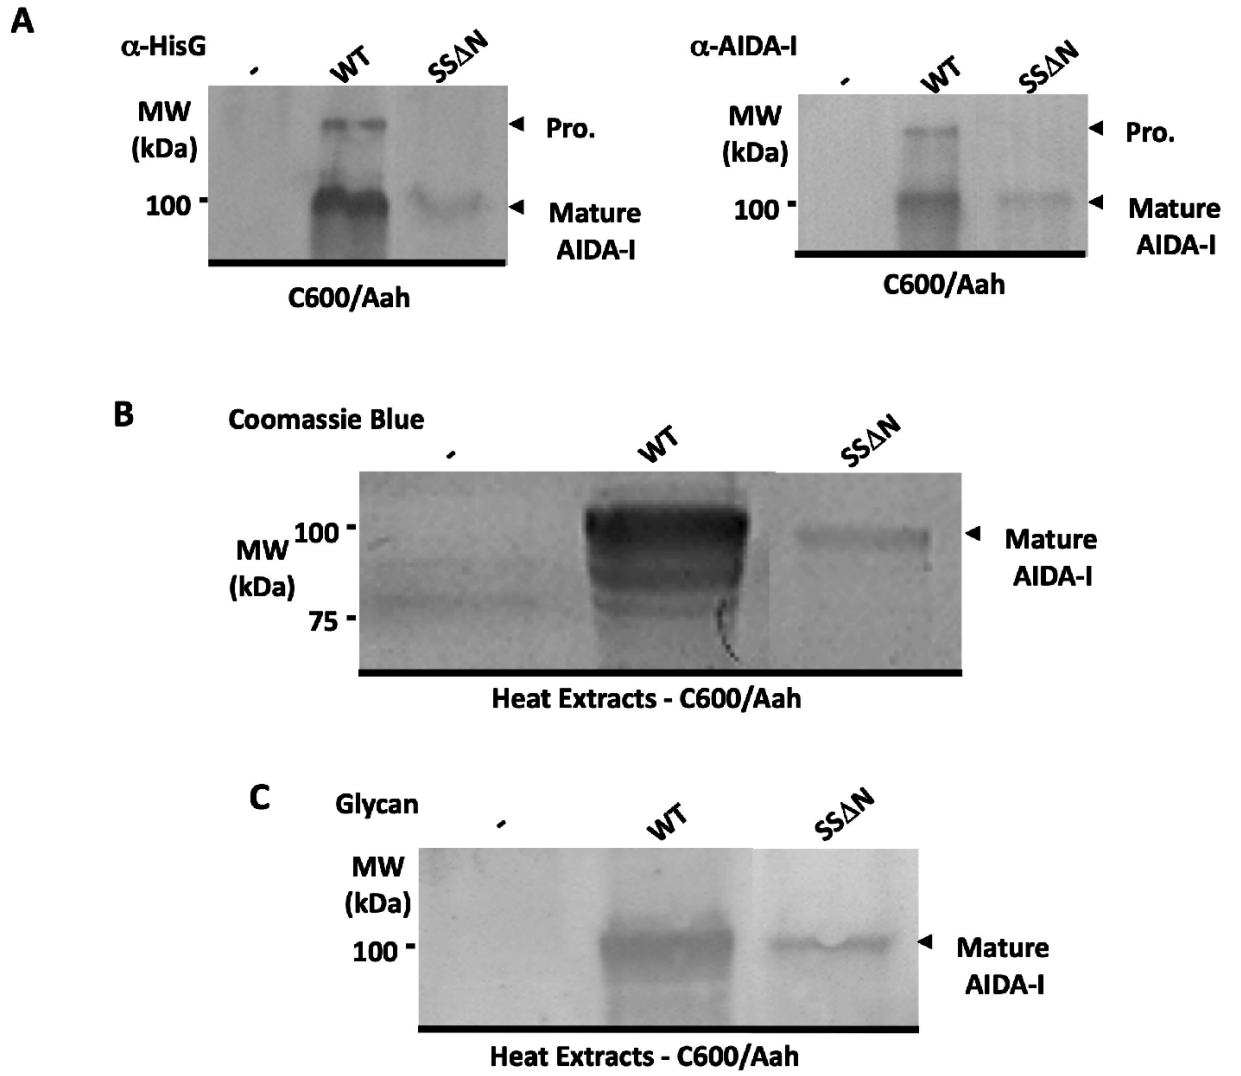 A
α-HisG
-
WT
SSΔN
MW
(kDa)
100 -
Pro.
Mature
AIDA-I
C600/Aah
α-AIDA-I
-
WT
SSΔN
MW
(kDa)
100 -
Pro.
Mature
AIDA-I
C600/Aah
B
Coomassie Blue
-
WT
SSΔN
100 -
MW
(kDa)
75 -
Mature
AIDA-I
Heat Extracts - C600/Aah
C
Glycan
-
WT
SSΔN
MW
(kDa)
100 -
Mature
AIDA-I
Heat Extracts - C600/Aah